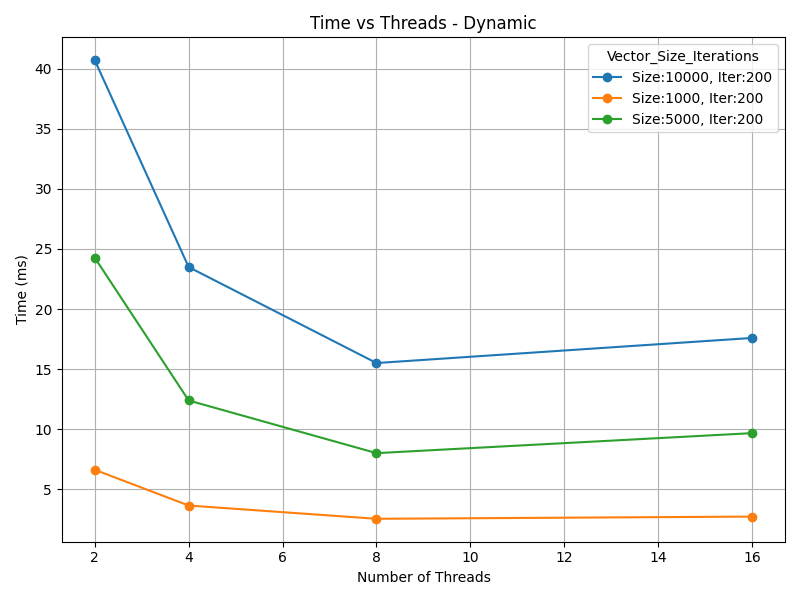 Time vs Threads - Dynamic
Vector_Size_Iterations
Size:10000, Iter:200
Size:1000, Iter:200
Size:5000, Iter:200
Time (ms)
40
35
30
25
20
15
10
5
2 4 6 8 10 12 14 16
Number of Threads